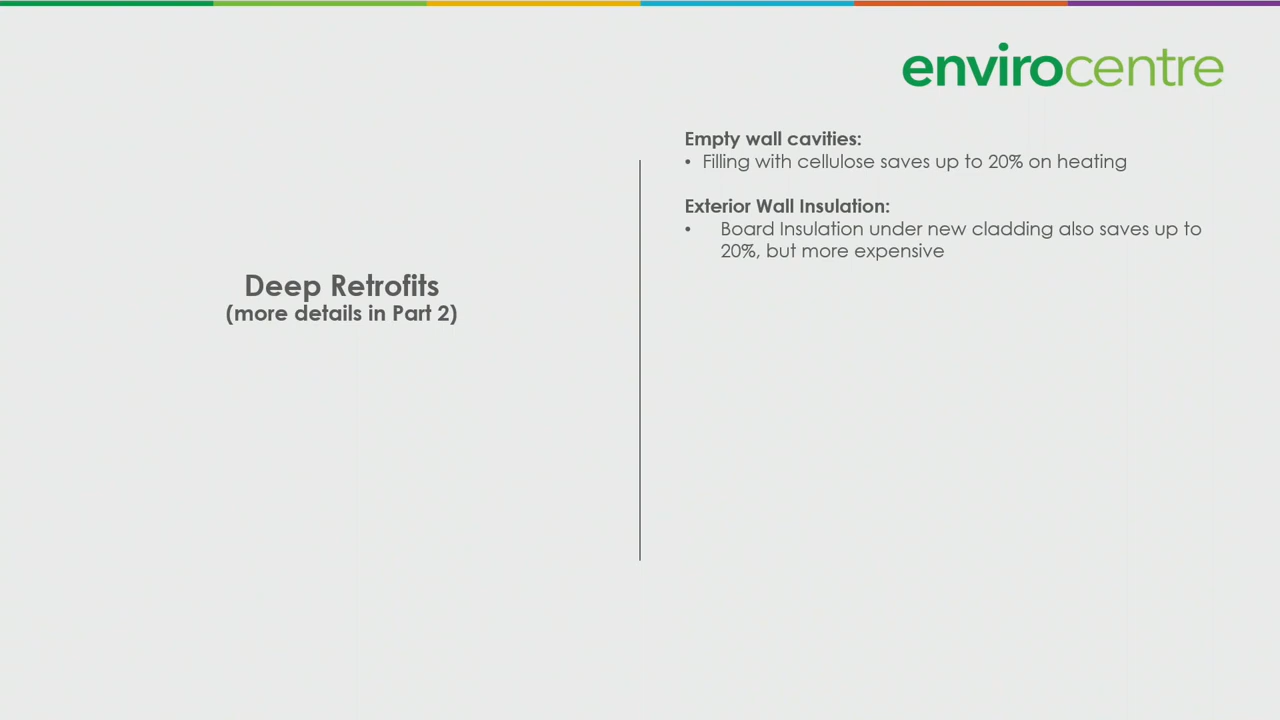 envirocentre
Empty wall cavities:
• Filling with cellulose saves up to 20% on heating
Exterior Wall Insulation:
• Board Insulation under new cladding also saves up to
20%, but more expensive
Deep Retrofits
(more details in Part 2)